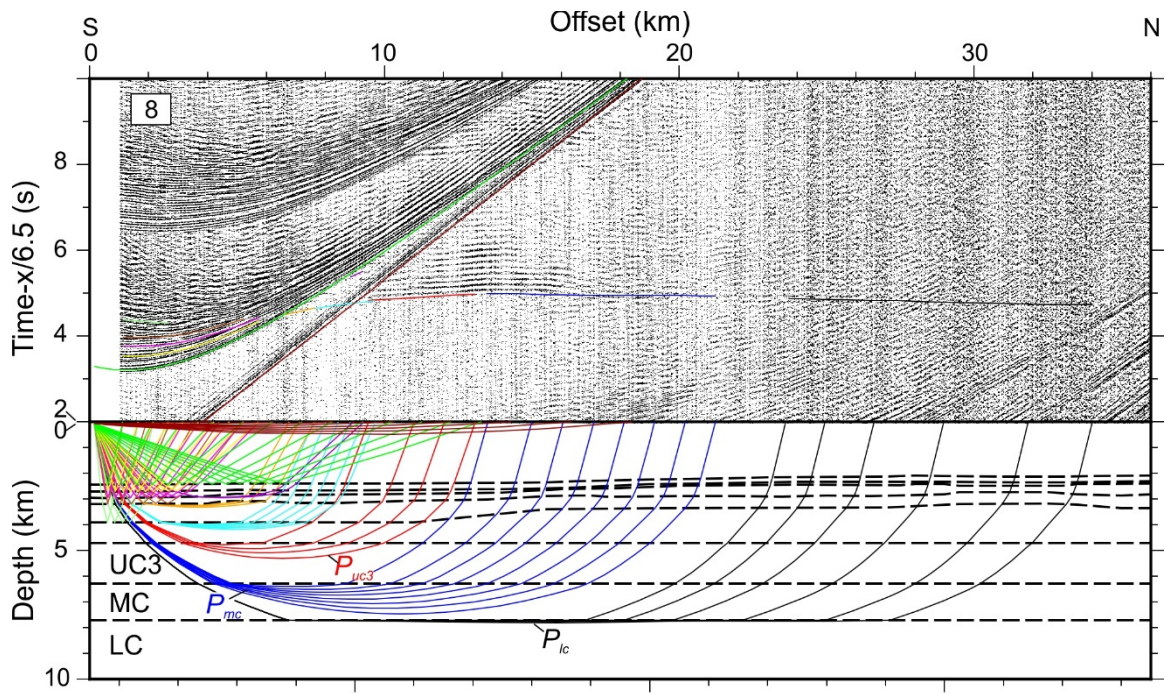 Offset (km)
S
N
0
10
20
30
8
Time-x/6.5 (s)
8
6
4
2
0
Depth (km)
5
10
UC3
MC
LC
Puc3
Pmc
Plc